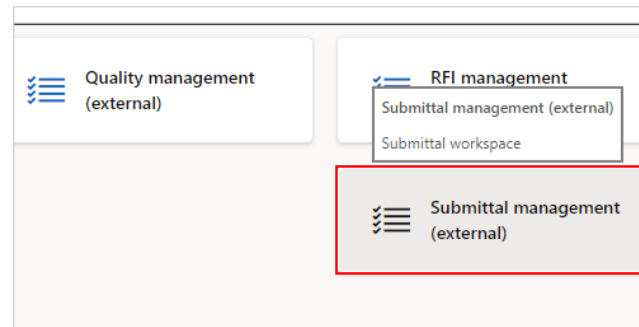 Quality management
(external)
RFI management
Submittal management (external)
Submittal workspace
Submittal management
(external)